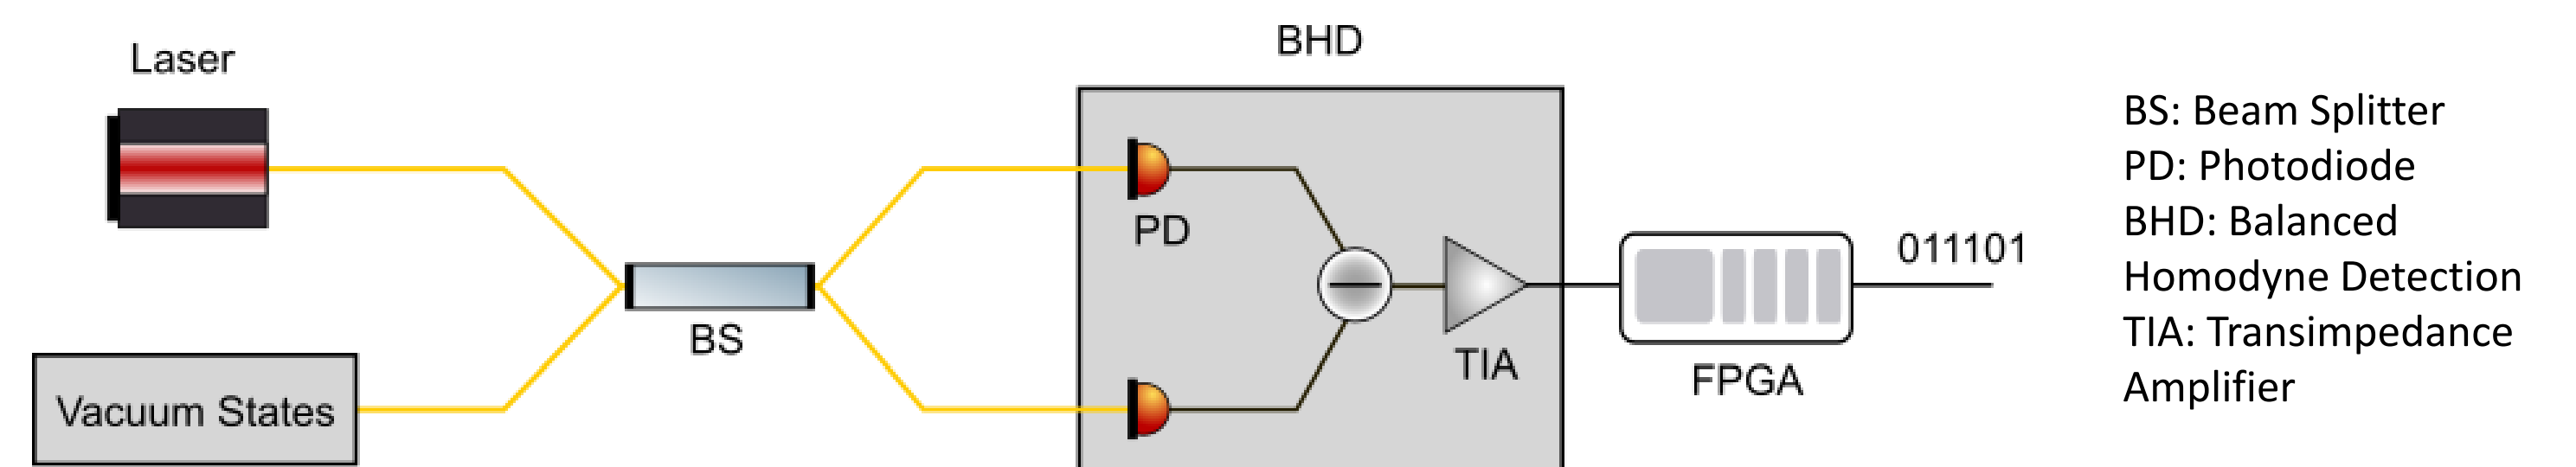 Laser
Vacuum States
BS
BHD
PD
TIA
FPGA
011101
BS: Beam Splitter
PD: Photodiode
BHD: Balanced
Homodyne Detection
TIA: Transimpedance
Amplifier